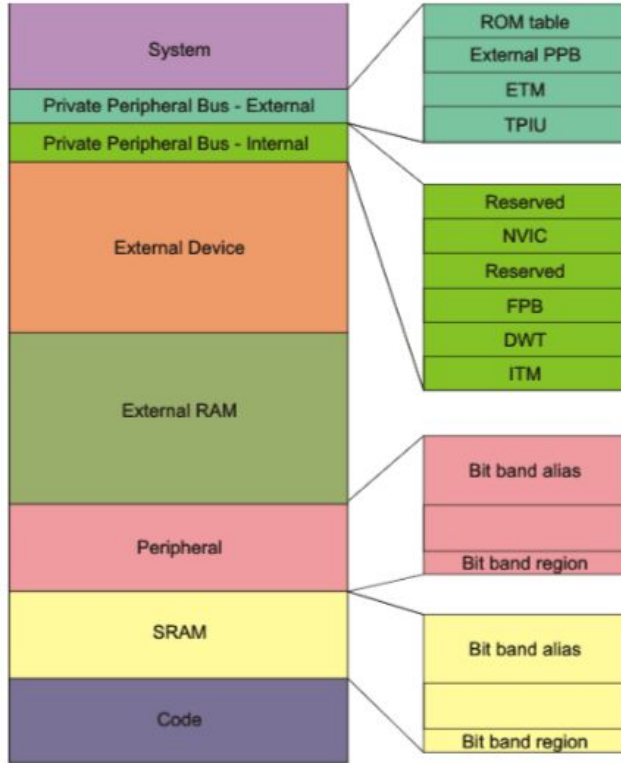 System
Private Peripheral Bus - External
Private Peripheral Bus - Internal
External Device
External RAM
Peripheral
SRAM
Code
ROM table
External PPB
ETM
TPIU
Reserved
NVIC
Reserved
FPB
DWT
ITM
Bit band alias
Bit band region
Bit band alias
Bit band region